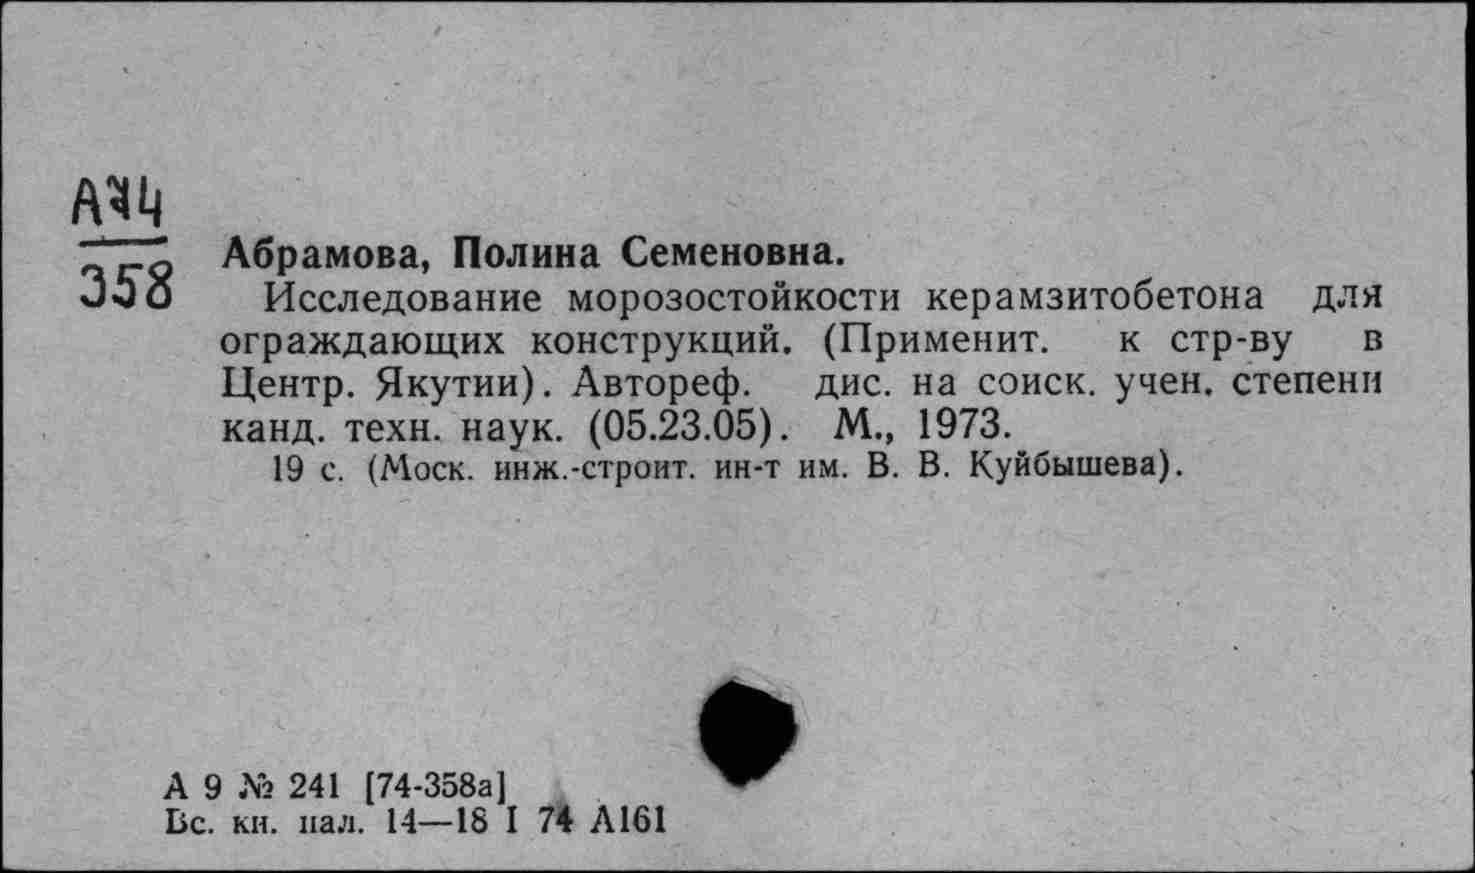 А74
358
Абрамова, Полина Семеновна.
Исследование морозостойкости керамзитобетона для
ограждающих конструкций. (Применит. к стр-ву в
Центр. Якутии). Автореф. дис. на соиск. учен. степени
канд. техн. наук. (05.23.05). М., 1973.
19 с. (Моск. инж.-строит. ин-т им. В. В. Куйбышева).
А 9 № 241 [74-358а]
Вс. кн. пал. 14—18 I 74 А161